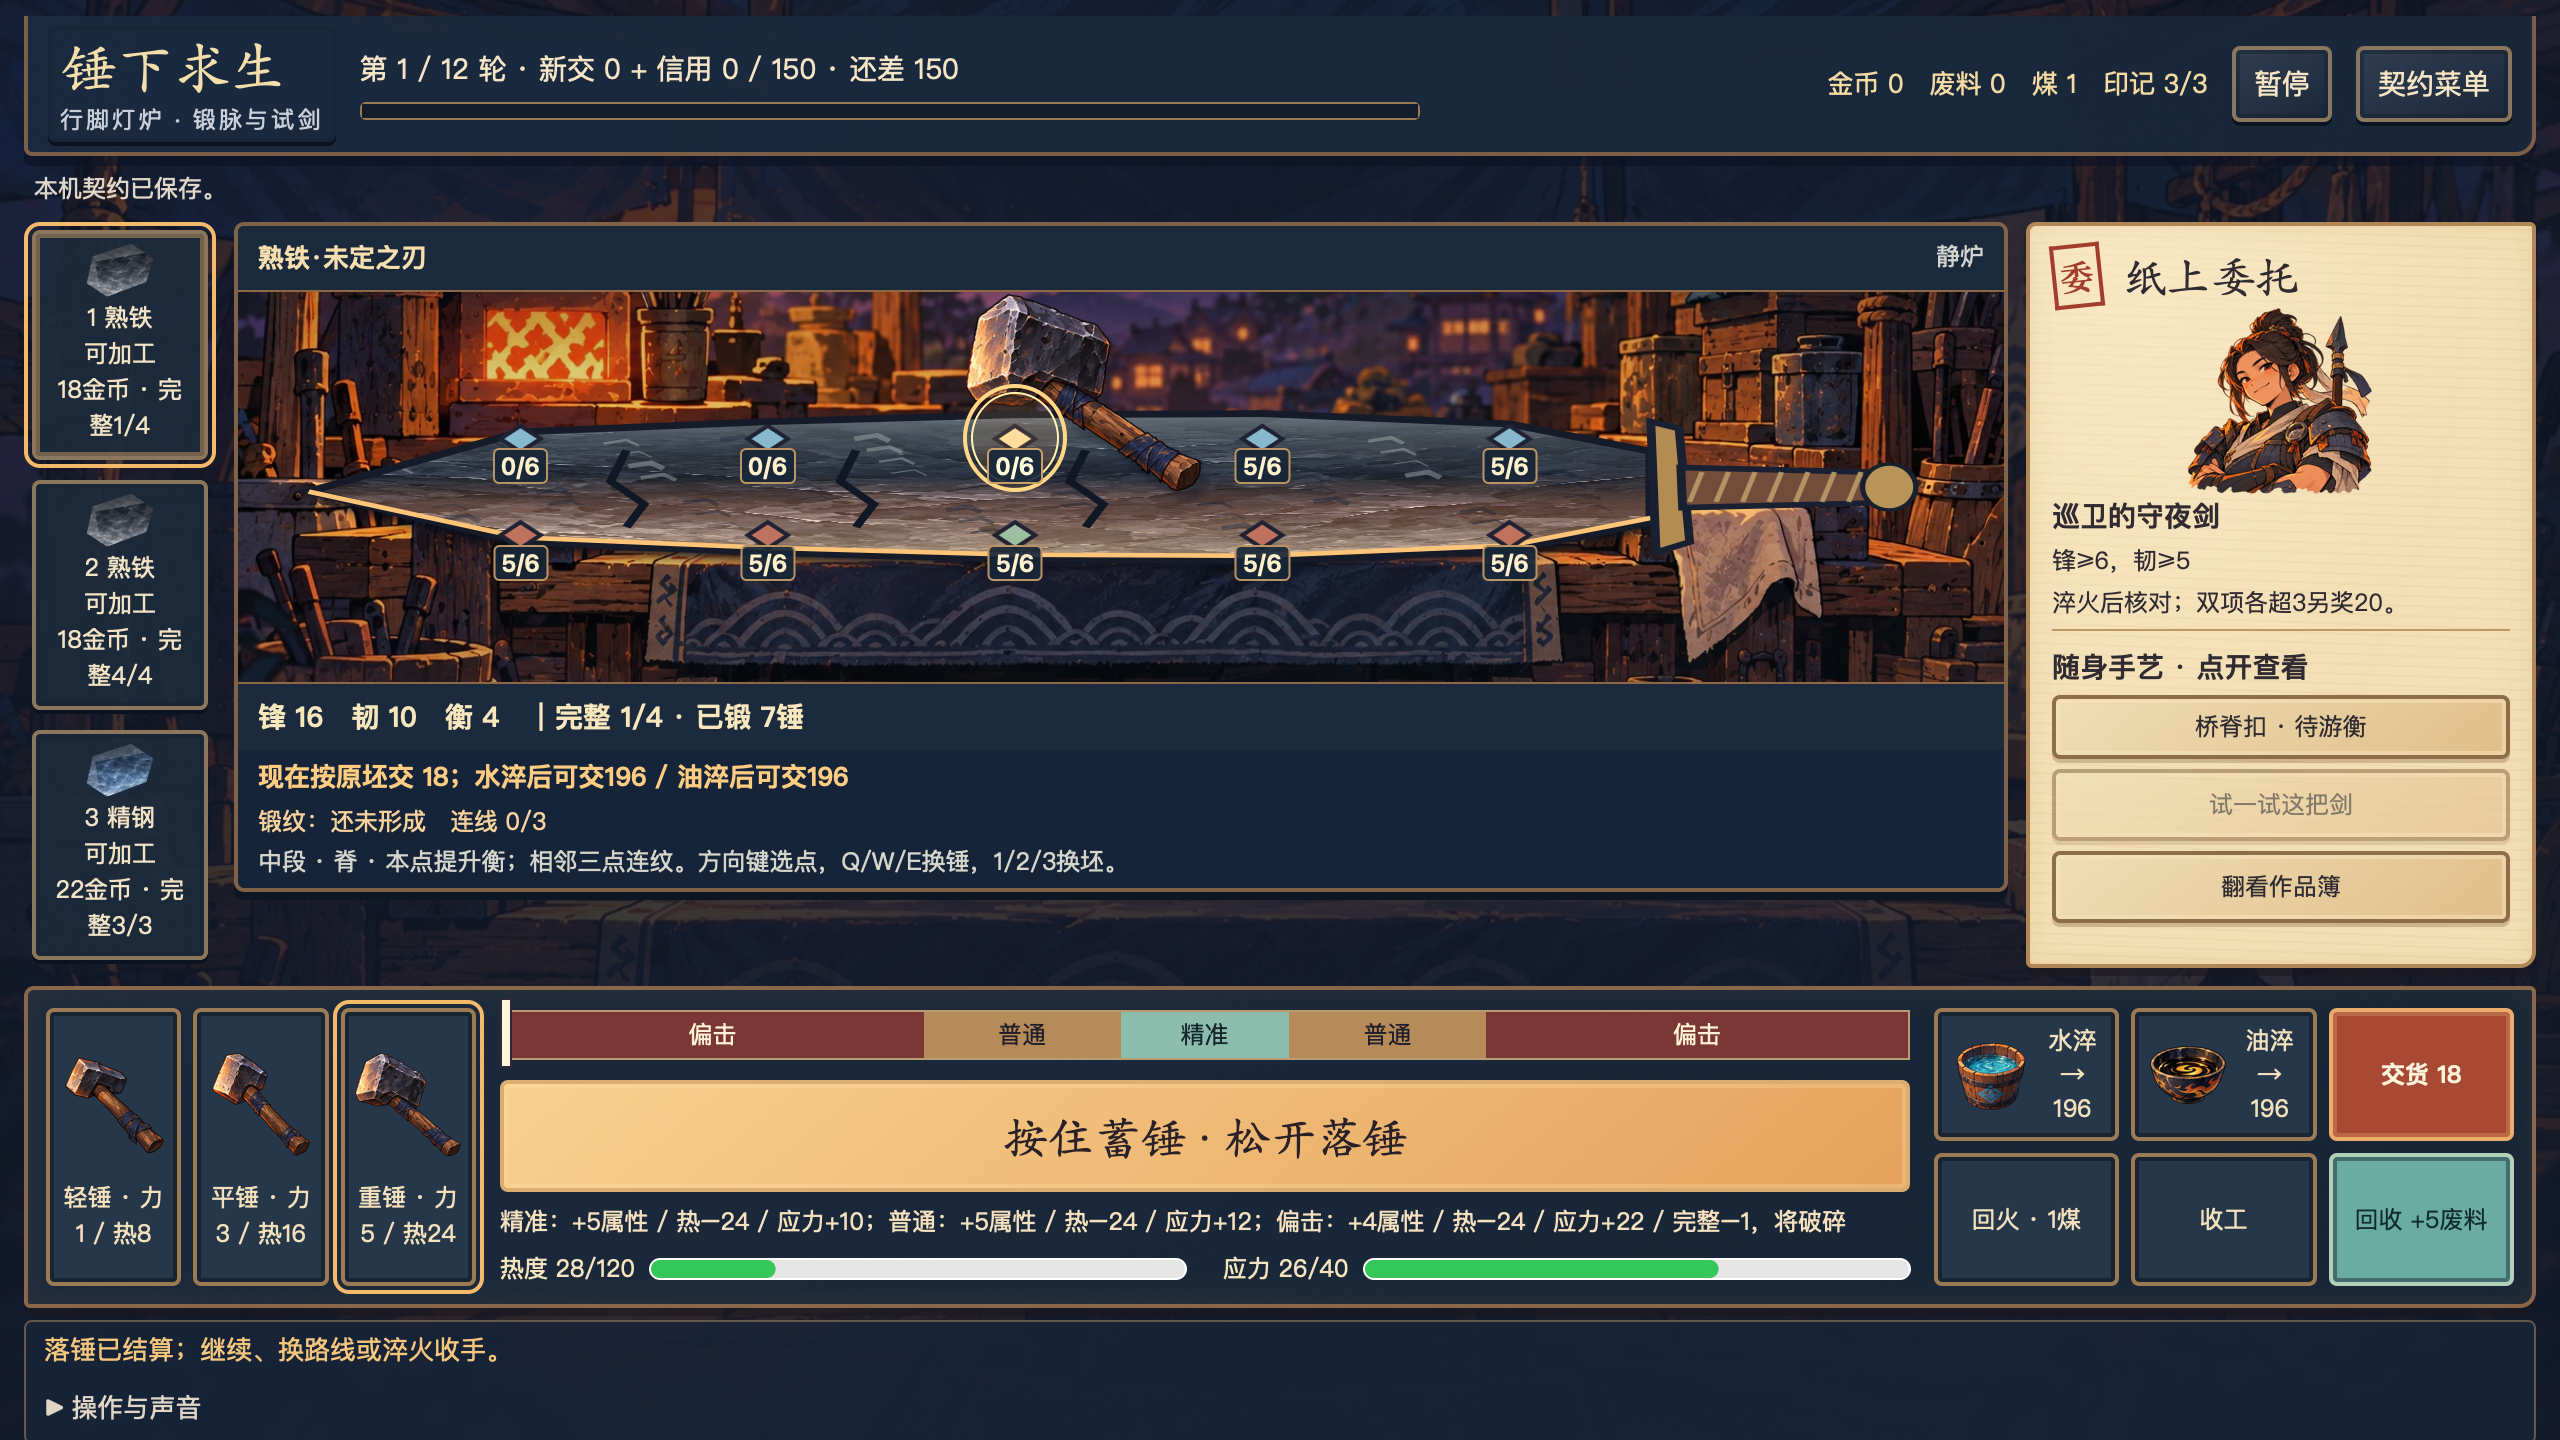 锤下求生
行脚灯炉 · 锻脉与试剑
第 1 / 12 轮 · 新交 0 + 信用 0 / 150 · 还差 150
金币 0 废料 0 煤 1 印记 3/3
暂停
契约菜单
本机契约已保存。
1 熟铁
可加工
18金币 · 完
整1/4
2 熟铁
可加工
18金币 · 完
整4/4
3 精钢
可加工
22金币 · 完
整3/3
熟铁·未定之刃
静炉
0/6
0/6
0/6
5/6
5/6
5/6
5/6
5/6
5/6
5/6
锋 16 韧 10 衡 4 | 完整 1/4 · 已锻 7锤
现在按原坯交 18；水淬后可交196 / 油淬后可交196
锻纹：还未形成 连线 0/3
中段 · 脊 · 本点提升衡；相邻三点连纹。方向键选点，Q/W/E换锤，1/2/3换坯。
委
纸上委托
巡卫的守夜剑
锋≥6，韧≥5
淬火后核对；双项各超3另奖20。
随身手艺 · 点开查看
桥脊扣 · 待游衡
试一试这把剑
翻看作品簿
轻锤 · 力
1 / 热8
平锤 · 力
3 / 热16
重锤 · 力
5 / 热24
偏击
普通
精准
普通
偏击
按住蓄锤 · 松开落锤
精准：+5属性 / 热−24 / 应力+10；普通：+5属性 / 热−24 / 应力+12；偏击：+4属性 / 热−24 / 应力+22 / 完整−1，将破碎
热度 28/120
应力 26/40
水淬
→
196
油淬
→
196
交货 18
回火 · 1煤
收工
回收 +5废料
落锤已结算；继续、换路线或淬火收手。
▶ 操作与声音